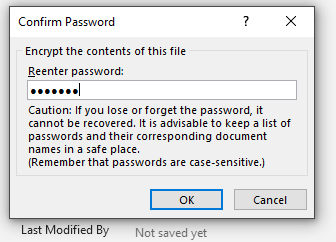 Confirm Password ? ×
Encrypt the contents of this file
Reenter password:
●●●●●●●
Caution: If you lose or forget the password, it
cannot be recovered. It is advisable to keep a list of
passwords and their corresponding document
names in a safe place.
(Remember that passwords are case-sensitive.)
OK Cancel
Last Modified By Not saved yet